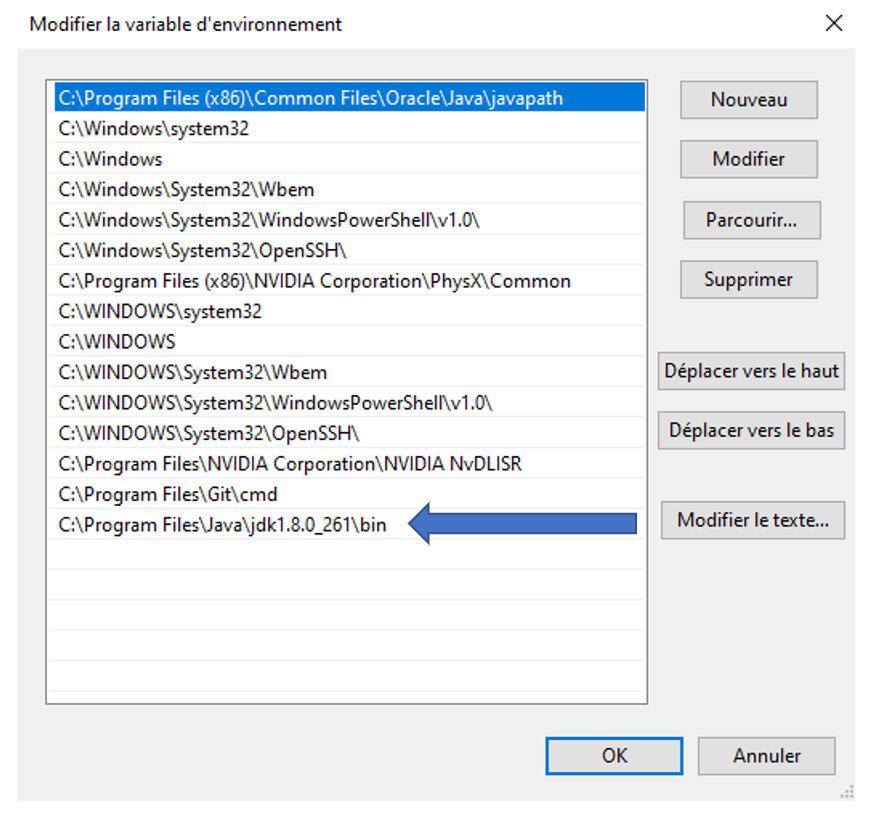 Modifier la variable d'environnement
C:\Program Files (x86)\Common Files\Oracle\Java\javapath
C:\Windows\system32
C:\Windows
C:\Windows\System32\Wbem
C:\Windows\System32\WindowsPowerShell\v1.0\
C:\Windows\System32\OpenSSH\
C:\Program Files (x86)\NVIDIA Corporation\PhysX\Common
C:\WINDOWS\system32
C:\WINDOWS
C:\WINDOWS\System32\Wbem
C:\WINDOWS\System32\WindowsPowerShell\v1.0\
C:\WINDOWS\System32\OpenSSH\
C:\Program Files\NVIDIA Corporation\NVIDIA NvDLISR
C:\Program Files\Git\cmd
C:\Program Files\Java\jdk1.8.0_261\bin
Nouveau
Modifier
Parcourir...
Supprimer
Déplacer vers le haut
Déplacer vers le bas
Modifier le texte...
OK
Annuler